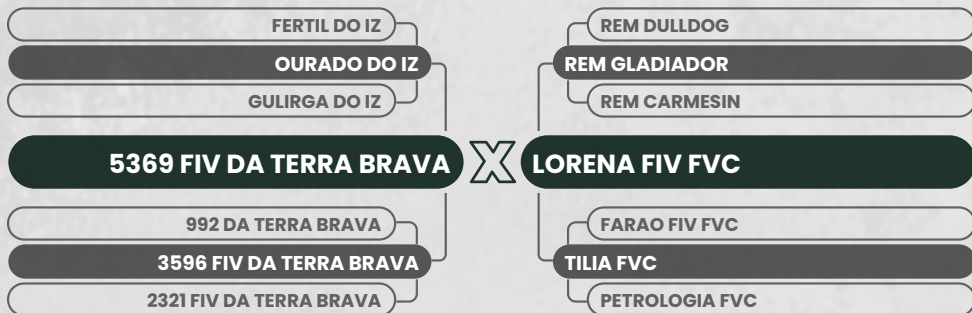 FERTIL DO IZ
OURADO DO IZ
GULIRGA DO IZ
5369 FIV DA TERRA BRAVA
992 DA TERRA BRAVA
3596 FIV DA TERRA BRAVA
2321 FIV DA TERRA BRAVA
X
REM DULLDOG
REM GLADIADOR
REM CARMESIN
LORENA FIV FVC
FARAO FIV FVC
TILIA FVC
PETROLOGIA FVC